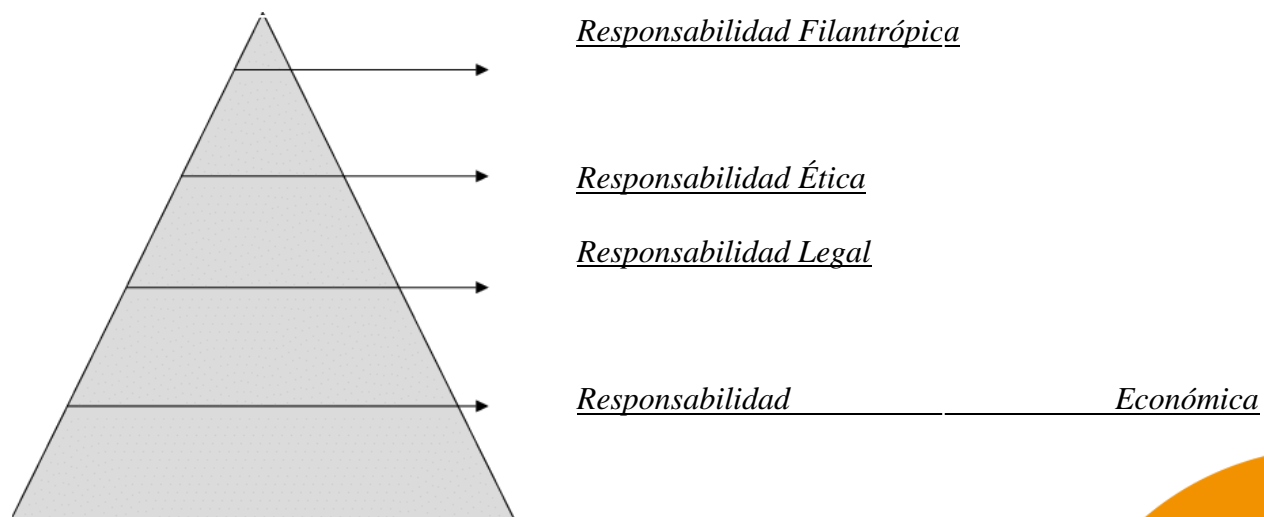 Responsabilidad Filantrópica
Responsabilidad Ética
Responsabilidad Legal
Responsabilidad Económica